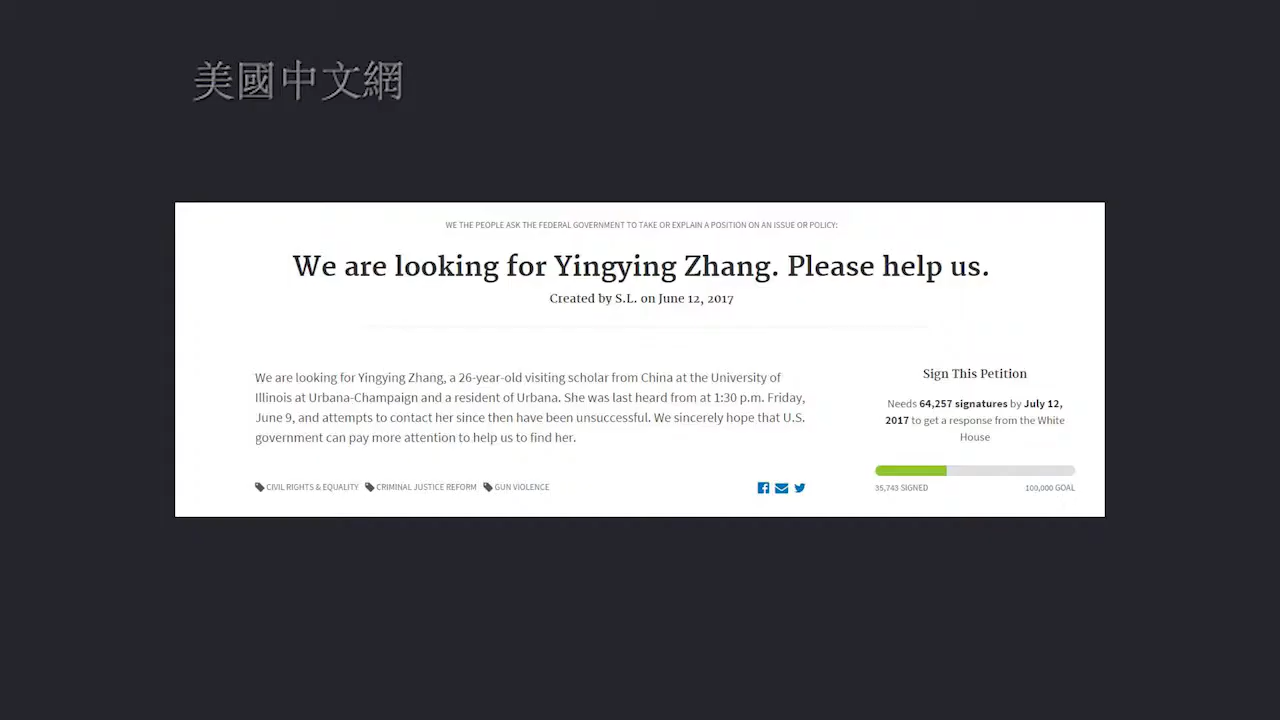 美國中文網
WE THE PEOPLE ASK THE FEDERAL GOVERNMENT TO TAKE OR EXPLAIN A POSITION ON AN ISSUE OR POLICY:
We are looking for Yingying Zhang. Please help us.
Created by S.L. on June 12, 2017
We are looking for Yingying Zhang, a 26-year-old visiting scholar from China at the University of
Illinois at Urbana-Champaign and a resident of Urbana. She was last heard from at 1:30 p.m. Friday,
June 9, and attempts to contact her since then have been unsuccessful. We sincerely hope that U.S.
government can pay more attention to help us to find her.
CIVIL RIGHTS & EQUALITY CRIMINAL JUSTICE REFORM GUN VIOLENCE
Sign This Petition
Needs 64,257 signatures by July 12,
2017 to get a response from the White
House
35,743 SIGNED 100,000 GOAL